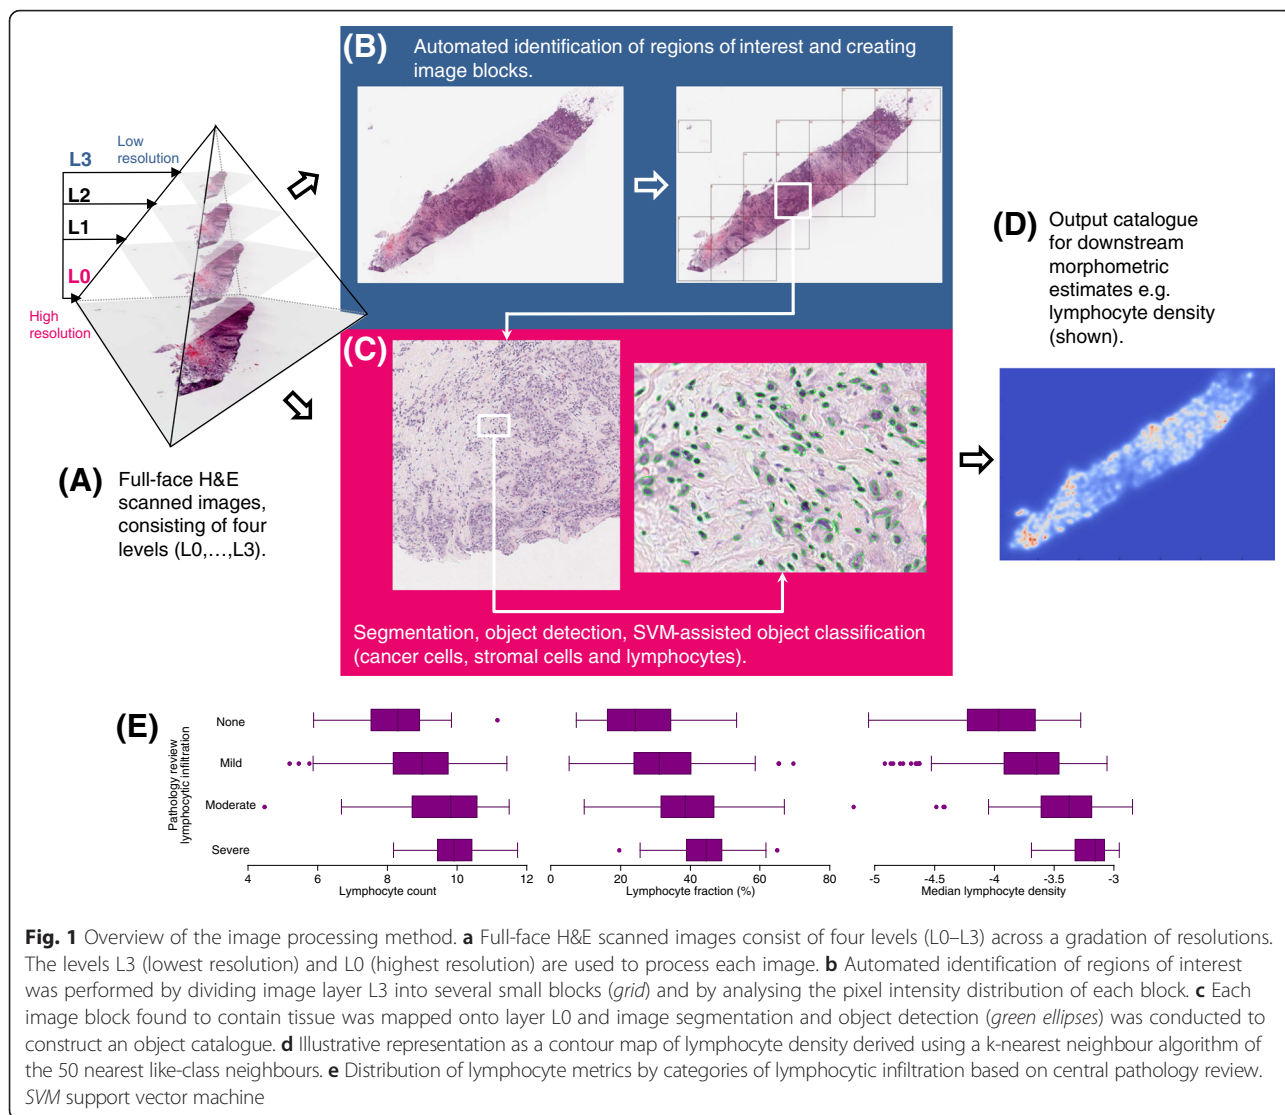 (B) Automated identification of regions of interest and creating
image blocks.
Low
resolution
L3
L2
L1
L0
High
resolution
(A) Full-face H&E
scanned images,
consisting of four
levels (L0,...,L3).
(C)
Segmentation, object detection, SVM-assisted object classification
(cancer cells, stromal cells and lymphocytes).
(D) Output catalogue
for downstream
morphometric
estimates e.g.
lymphocyte density
(shown).
(E)
Pathology review
lymphocytic infiltration
None
Mild
Moderate
Severe
4 6 8 10 12
Lymphocyte count
0 20 40 60 80
Lymphocyte fraction (%)
-5 -4.5 -4 -3.5 -3
Median lymphocyte density
Fig. 1 Overview of the image processing method. a Full-face H&E scanned images consist of four levels (L0–L3) across a gradation of resolutions.
The levels L3 (lowest resolution) and L0 (highest resolution) are used to process each image. b Automated identification of regions of interest
was performed by dividing image layer L3 into several small blocks (grid) and by analysing the pixel intensity distribution of each block. c Each
image block found to contain tissue was mapped onto layer L0 and image segmentation and object detection (green ellipses) was conducted to
construct an object catalogue. d Illustrative representation as a contour map of lymphocyte density derived using a k-nearest neighbour algorithm of
the 50 nearest like-class neighbours. e Distribution of lymphocyte metrics by categories of lymphocytic infiltration based on central pathology review.
SVM support vector machine